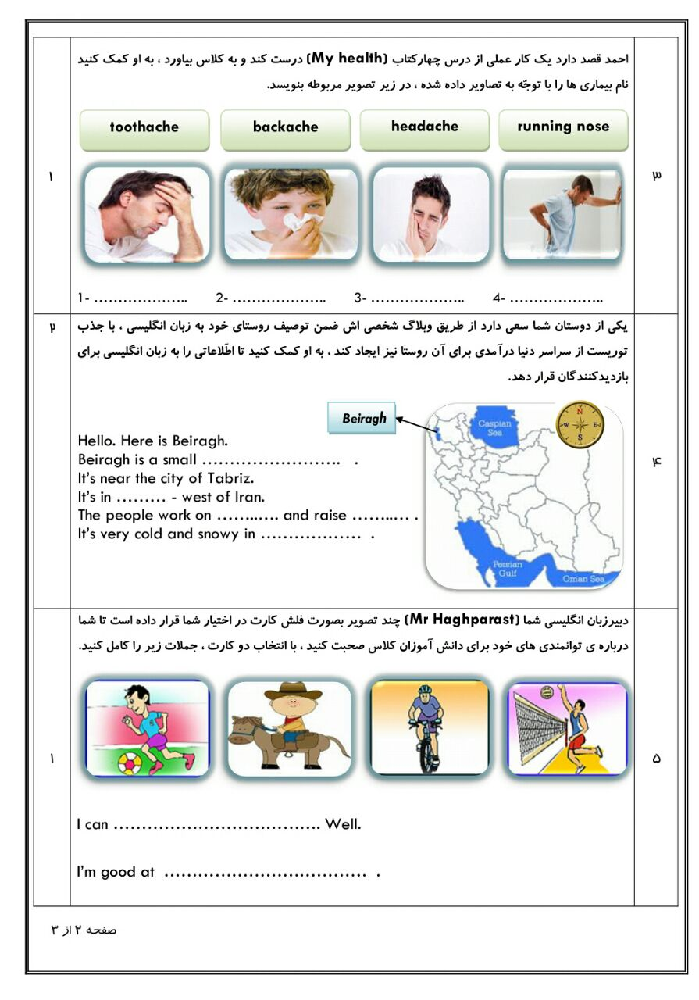 احمد قصد دارد یک کار عملی از درس چهارکتاب (My health) درست کند و به کلاس بیاورد ، به او کمک کنید
نام بیماری ها را با توجّه به تصاویر داده شده ، در زیر تصویر مربوطه بنویسد.
toothache
backache
headache
running nose
۱
۳
1- ...................
2- ...................
3- ...................
4- ...................
یکی از دوستان شما سعی دارد از طریق وبلاگ شخصی اش ضمن توصیف روستای خود به زبان انگلیسی ، با جذب
توریست از سراسر دنیا درآمدی برای آن روستا نیز ایجاد کند ، به او کمک کنید تا اطّلاعاتی را به زبان انگلیسی برای
بازدیدکنندگان قرار دهد.
۲
۴
Beiragh
Caspian
Sea
N
W
E
S
Persian
Gulf
Oman Sea
Hello. Here is Beiragh.
Beiragh is a small ......................... .
It's near the city of Tabriz.
It's in ......... - west of Iran.
The people work on ............ and raise ........... .
It's very cold and snowy in .................. .
دبیرزبان انگلیسی شما (Mr Haghparast) چند تصویر بصورت فلش کارت در اختیار شما قرار داده است تا شما
درباره ی توانمندی های خود برای دانش آموزان کلاس صحبت کنید ، با انتخاب دو کارت ، جملات زیر را کامل کنید.
۱
۵
I can ..................................... Well.
I'm good at .................................... .
صفحه ۲ از ۳